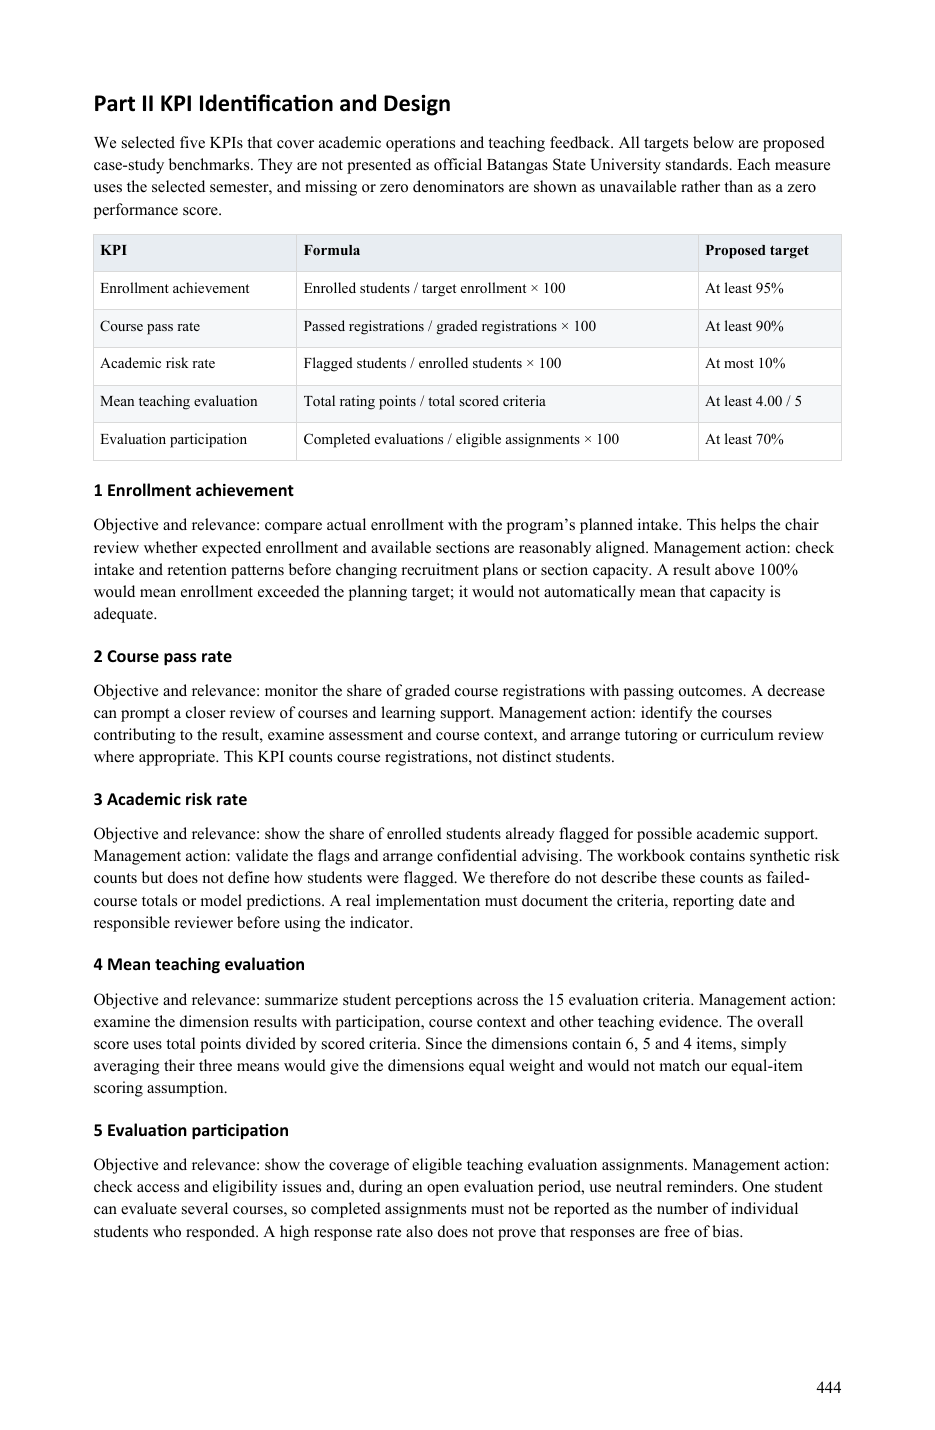 Part II KPI Identification and Design
We selected five KPIs that cover academic operations and teaching feedback. All targets below are proposed
case-study benchmarks. They are not presented as official Batangas State University standards. Each measure
uses the selected semester, and missing or zero denominators are shown as unavailable rather than as a zero
performance score.
KPI Formula Proposed target
Enrollment achievement Enrolled students / target enrollment × 100 At least 95%
Course pass rate Passed registrations / graded registrations × 100 At least 90%
Academic risk rate Flagged students / enrolled students × 100 At most 10%
Mean teaching evaluation Total rating points / total scored criteria At least 4.00 / 5
Evaluation participation Completed evaluations / eligible assignments × 100 At least 70%
1 Enrollment achievement
Objective and relevance: compare actual enrollment with the program’s planned intake. This helps the chair
review whether expected enrollment and available sections are reasonably aligned. Management action: check
intake and retention patterns before changing recruitment plans or section capacity. A result above 100%
would mean enrollment exceeded the planning target; it would not automatically mean that capacity is
adequate.
2 Course pass rate
Objective and relevance: monitor the share of graded course registrations with passing outcomes. A decrease
can prompt a closer review of courses and learning support. Management action: identify the courses
contributing to the result, examine assessment and course context, and arrange tutoring or curriculum review
where appropriate. This KPI counts course registrations, not distinct students.
3 Academic risk rate
Objective and relevance: show the share of enrolled students already flagged for possible academic support.
Management action: validate the flags and arrange confidential advising. The workbook contains synthetic risk
counts but does not define how students were flagged. We therefore do not describe these counts as failed-
course totals or model predictions. A real implementation must document the criteria, reporting date and
responsible reviewer before using the indicator.
4 Mean teaching evaluation
Objective and relevance: summarize student perceptions across the 15 evaluation criteria. Management action:
examine the dimension results with participation, course context and other teaching evidence. The overall
score uses total points divided by scored criteria. Since the dimensions contain 6, 5 and 4 items, simply
averaging their three means would give the dimensions equal weight and would not match our equal-item
scoring assumption.
5 Evaluation participation
Objective and relevance: show the coverage of eligible teaching evaluation assignments. Management action:
check access and eligibility issues and, during an open evaluation period, use neutral reminders. One student
can evaluate several courses, so completed assignments must not be reported as the number of individual
students who responded. A high response rate also does not prove that responses are free of bias.
444